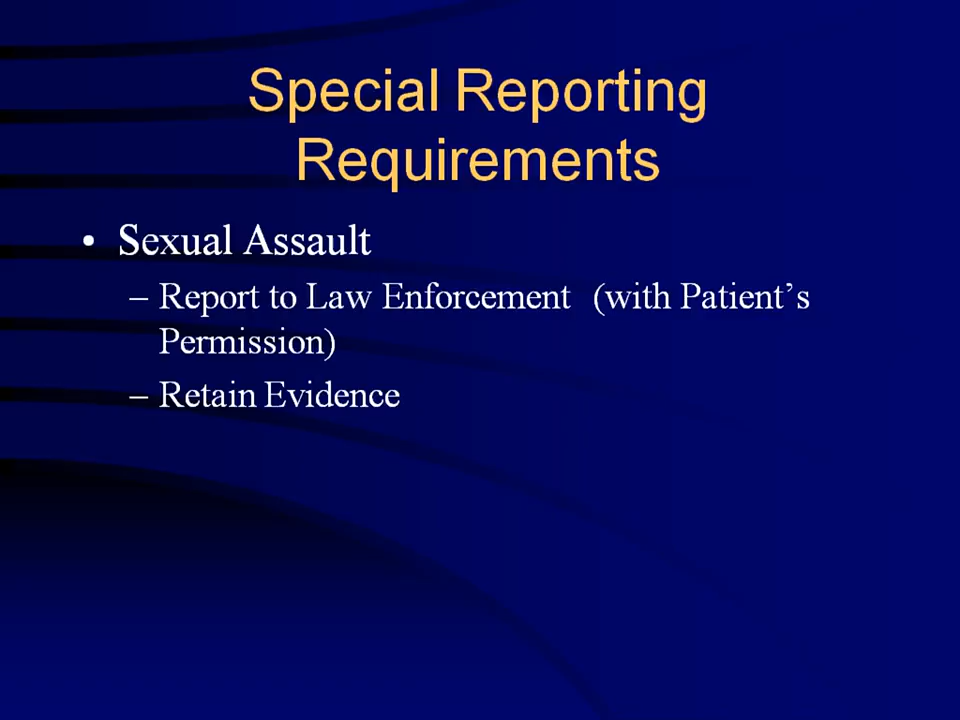 Special Reporting
Requirements
• Sexual Assault
– Report to Law Enforcement (with Patient’s
Permission)
– Retain Evidence